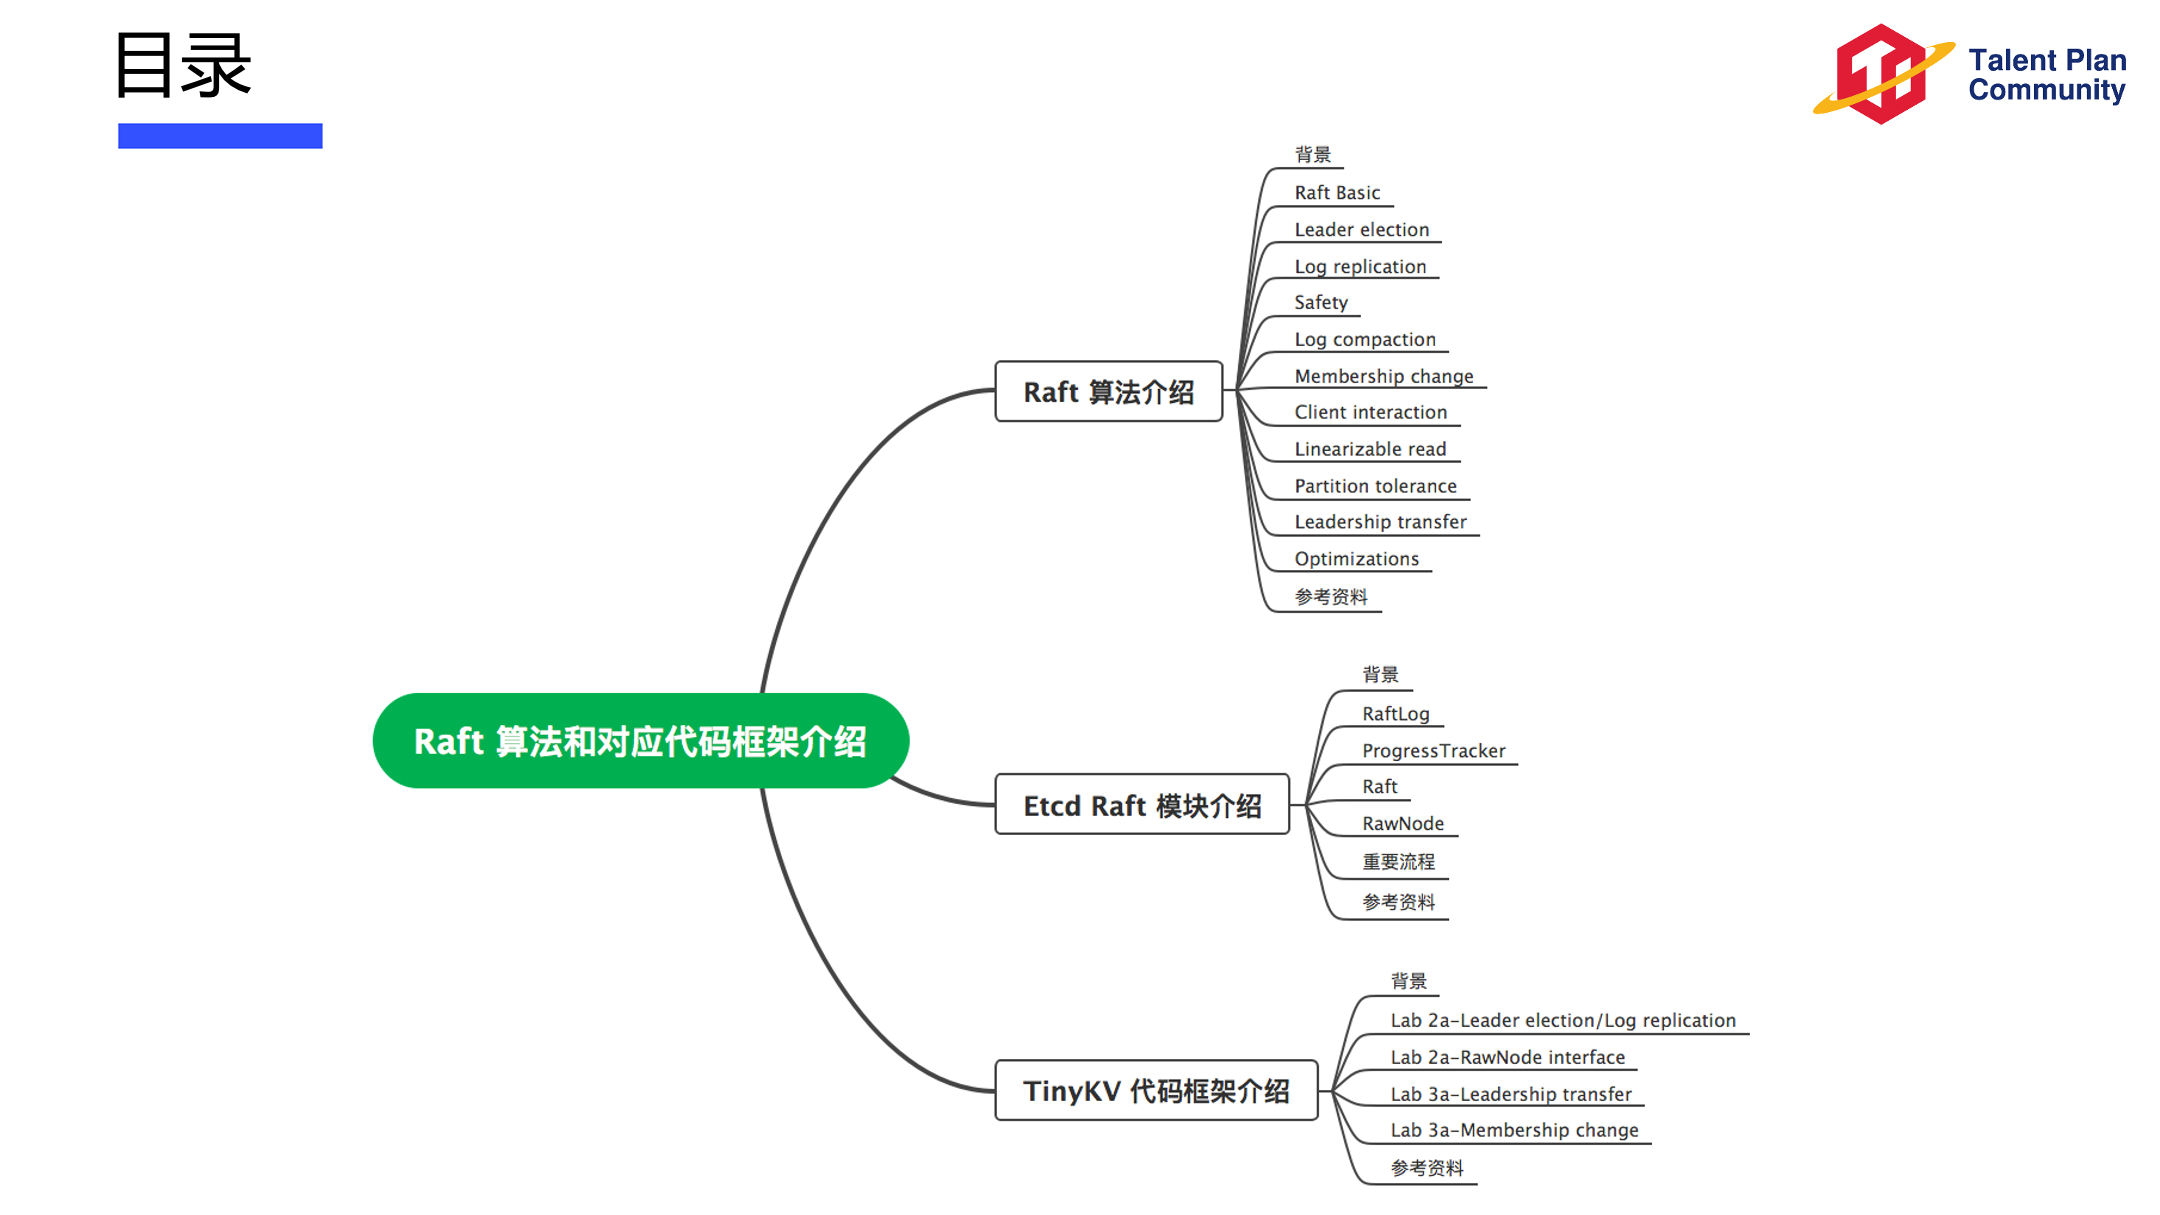 目录
Talent Plan
Community
Raft 算法和对应代码框架介绍
Raft 算法介绍
背景
Raft Basic
Leader election
Log replication
Safety
Log compaction
Membership change
Client interaction
Linearizable read
Partition tolerance
Leadership transfer
Optimizations
参考资料
Etcd Raft 模块介绍
背景
RaftLog
ProgressTracker
Raft
RawNode
重要流程
参考资料
TinyKV 代码框架介绍
背景
Lab 2a-Leader election/Log replication
Lab 2a-RawNode interface
Lab 3a-Leadership transfer
Lab 3a-Membership change
参考资料